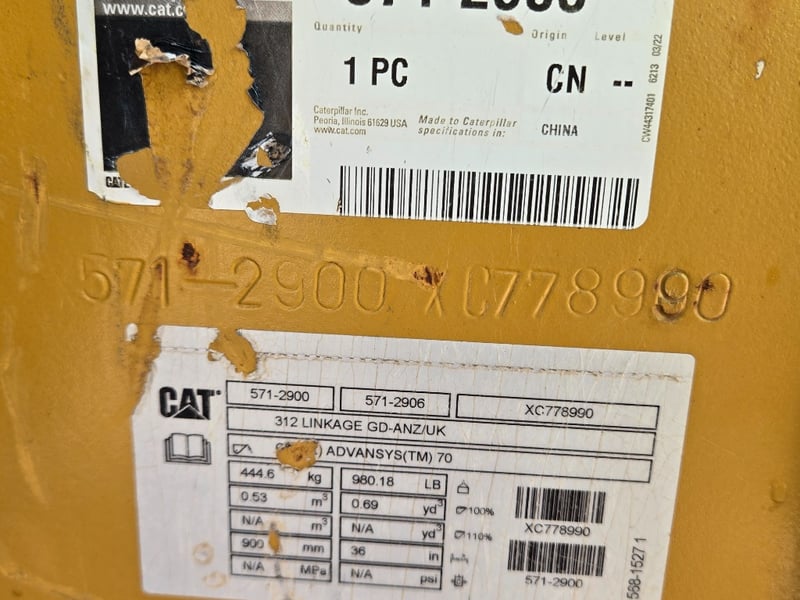 www.cat.c
Quantity Origin Level
1 PC CN --
Caterpillar Inc.
Peoria, Illinois 61629 USA
www.cat.com
Made to Caterpillar
specifications in: CHINA
CW44317401 6213 03/22
CAT
571-2900 XC778990
CAT
571-2900 571-2906 XC778990
312 LINKAGE GD-ANZ/UK
ADVANSYS(TM) 70
444.6 kg 980.18 LB
0.53 m³ 0.69 yd³ 100%
N/A m³ N/A yd³ 110%
900 mm 36 in
N/A MPa N/A psi
XC778990
571-2900
568-1527 1